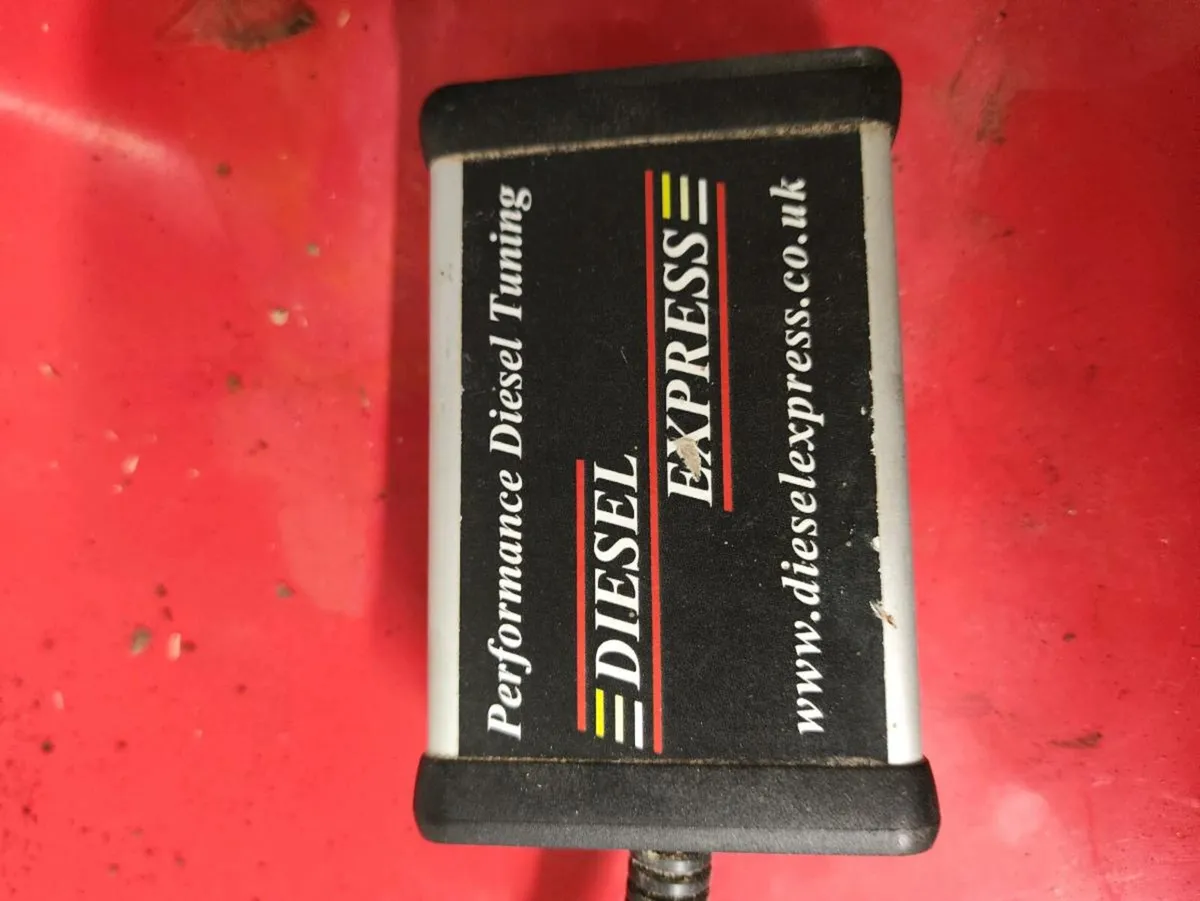 Performance Diesel Tuning
DIESEL
EXPRESS
www.dieselexpress.co.uk